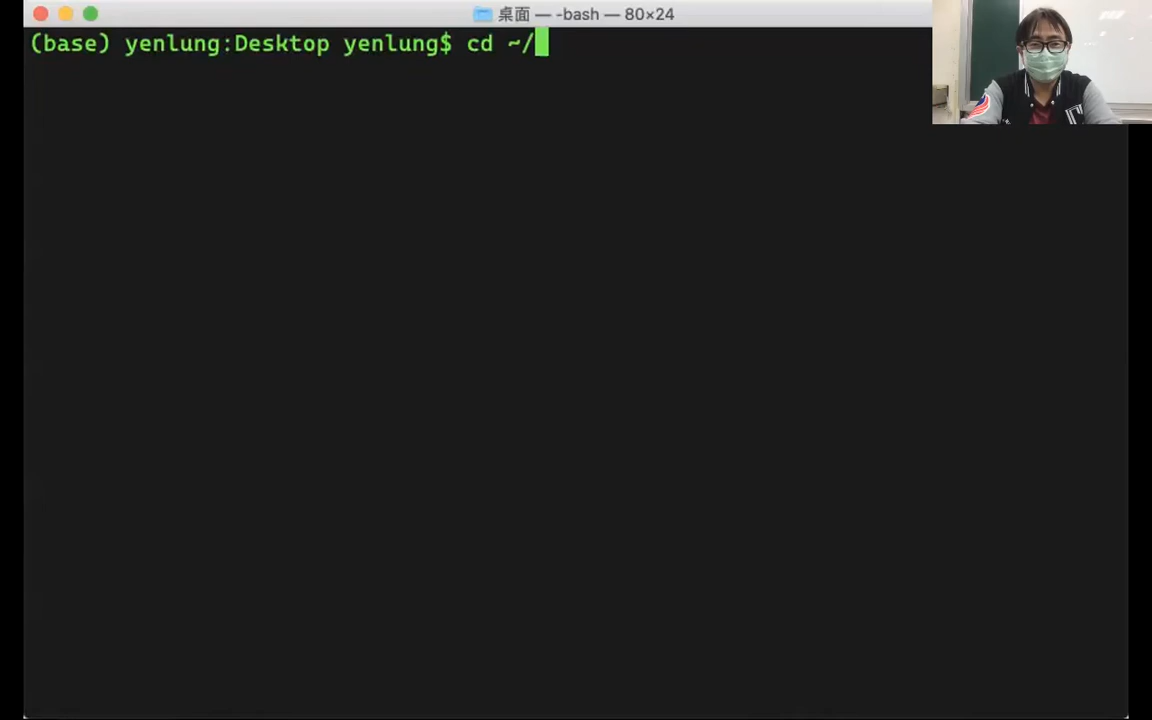 桌面 — -bash — 80×24
(base) yenlung:Desktop yenlung$ cd ~/